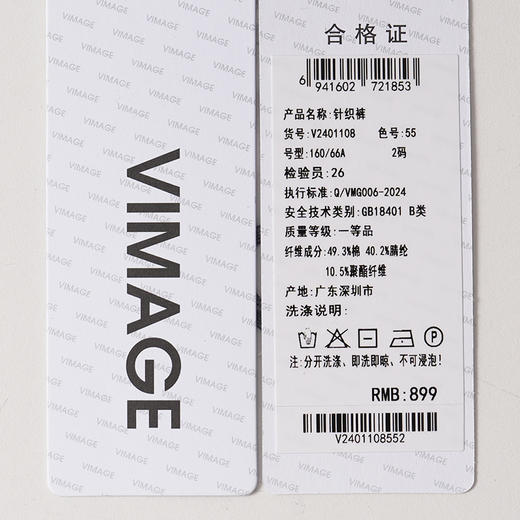 VIMAGE
合格证
6 941602 721853
产品名称:针织裤
货号:V2401108 色号:55
号型:160/66A 2码
检验员:26
执行标准:Q/VMG006-2024
安全技术类别:GB18401 B类
质量等级:一等品
纤维成分:49.3%棉 40.2%腈纶
10.5%聚酯纤维
产地:广东深圳市
洗涤说明:
P
注:分开洗涤、即洗即晾、不可浸泡!
RMB:899
V2401108552